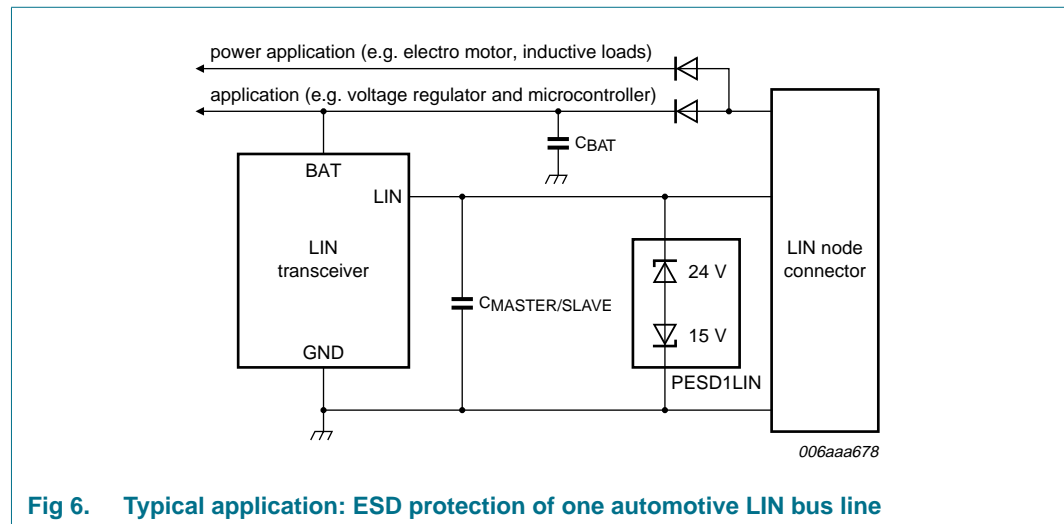 power application (e.g. electro motor, inductive loads)
application (e.g. voltage regulator and microcontroller)
CBAT
BAT
LIN
LIN
transceiver
24 V
LIN node
connector
CMASTER/SLAVE
15 V
GND
PESD1LIN
006aaa678
Fig 6. Typical application: ESD protection of one automotive LIN bus line